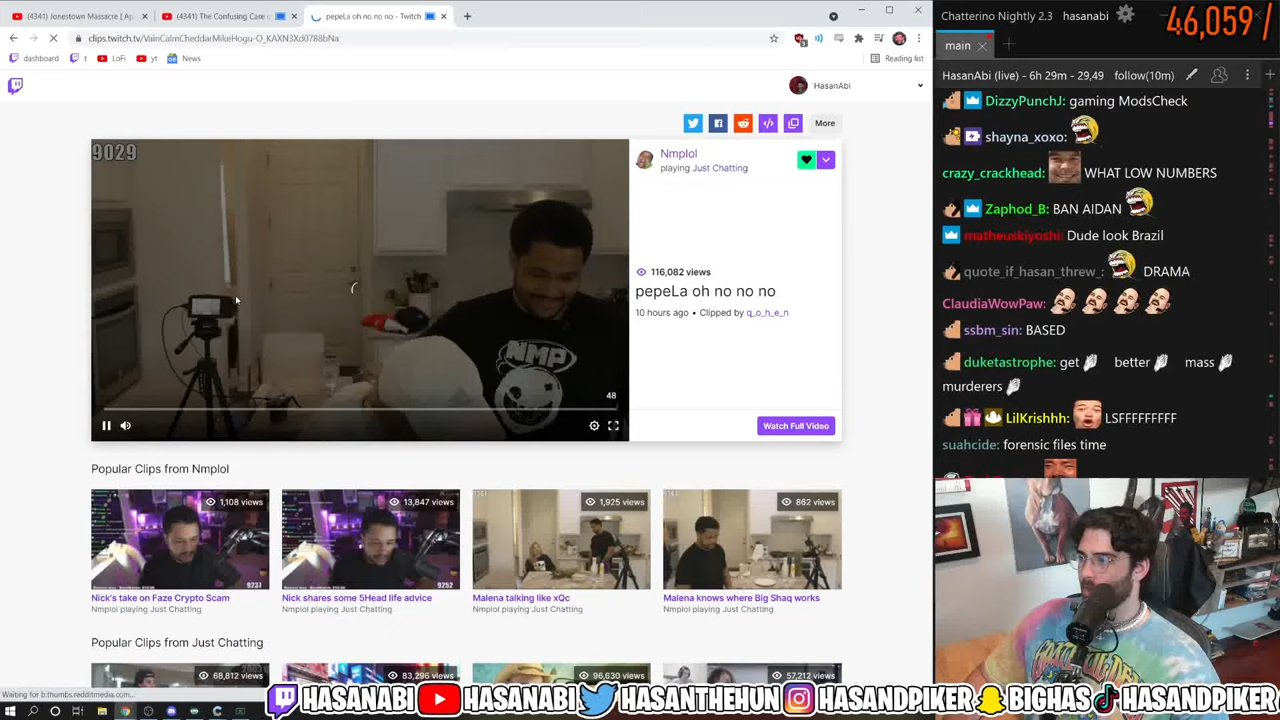 (4341) Jonestown Massacre [ Ap
(4341) The Confusing Case
pepeLa oh no no no - Twitch
clips.twitch.tv/VainCalmCheddarMikeHogu-O_KAXN3Xd0788bNa
dashboard
t
LoFi
yt
News
Reading list
HasanAbi
More
9029
Nmplol
playing Just Chatting
116,082 views
pepeLa oh no no no
10 hours ago • Clipped by q_o_h_e_n
NMP
48
Watch Full Video
Popular Clips from Nmplol
1,108 views
13,847 views
1,925 views
862 views
9237
9252
Nick's take on Faze Crypto Scam
Nick shares some 5Head life advice
Malena talking like xQc
Malena knows where Big Shaq works
Nmplol playing Just Chatting
Nmplol playing Just Chatting
Nmplol playing Just Chatting
Nmplol playing Just Chatting
Popular Clips from Just Chatting
68,812 views
83,296 views
96,630 views
57,212 views
Waiting for b.thumbs.redditmedia.com...
Chatterino Nightly 2.3
hasanabi
46,059 /
main
HasanAbi (live) - 6h 29m - 29,49
follow(10m)
DizzyPunchJ: gaming ModsCheck
shayna_xoxo:
crazy_crackhead: WHAT LOW NUMBERS
Zaphod_B: BAN AIDAN
matheuskiyoshi: Dude look Brazil
quote_if_hasan_threw_: DRAMA
ClaudiaWowPaw:
ssbm_sin: BASED
duketastrophe: get better mass
murderers
LilKrishhh: LSFFFFFFFFF
suahcide: forensic files time
HASANABI HASANABI HASANTHEHUN HASANDPIKER BIGHAS HASANDPIKER